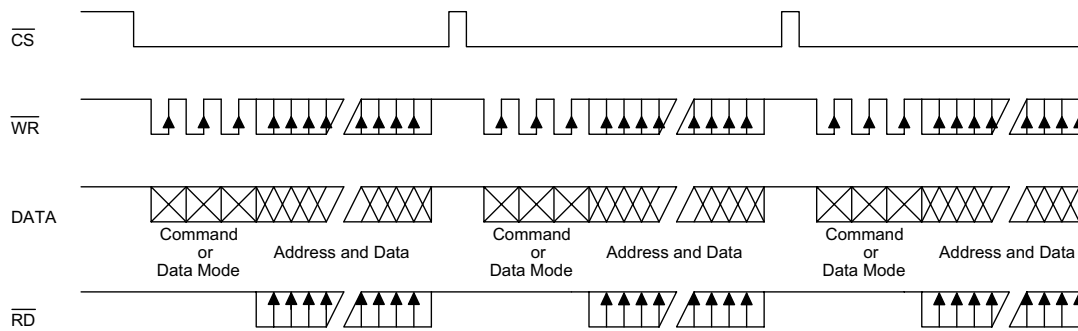 CS
WR
DATA
Command Command Command
or Address and Data or Address and Data or Address and Data
Data Mode Data Mode Data Mode
RD